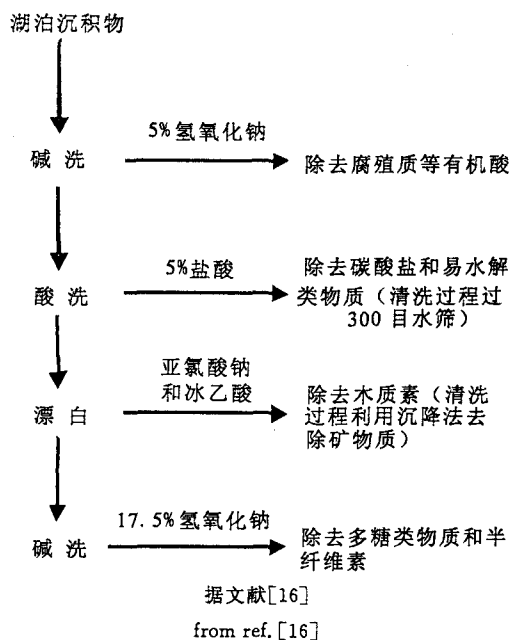 湖泊沉积物
5%氢氧化钠
碱洗
除去腐殖质等有机酸
5%盐酸
酸洗
除去碳酸盐和易水解
类物质（清洗过程过
300目水筛）
亚氯酸钠
和冰乙酸
漂白
除去木质素（清洗
过程利用沉降法去
除矿物质）
17.5%氢氧化钠
碱洗
除去多糖类物质和半
纤维素
据文献[16]
from ref. [16]